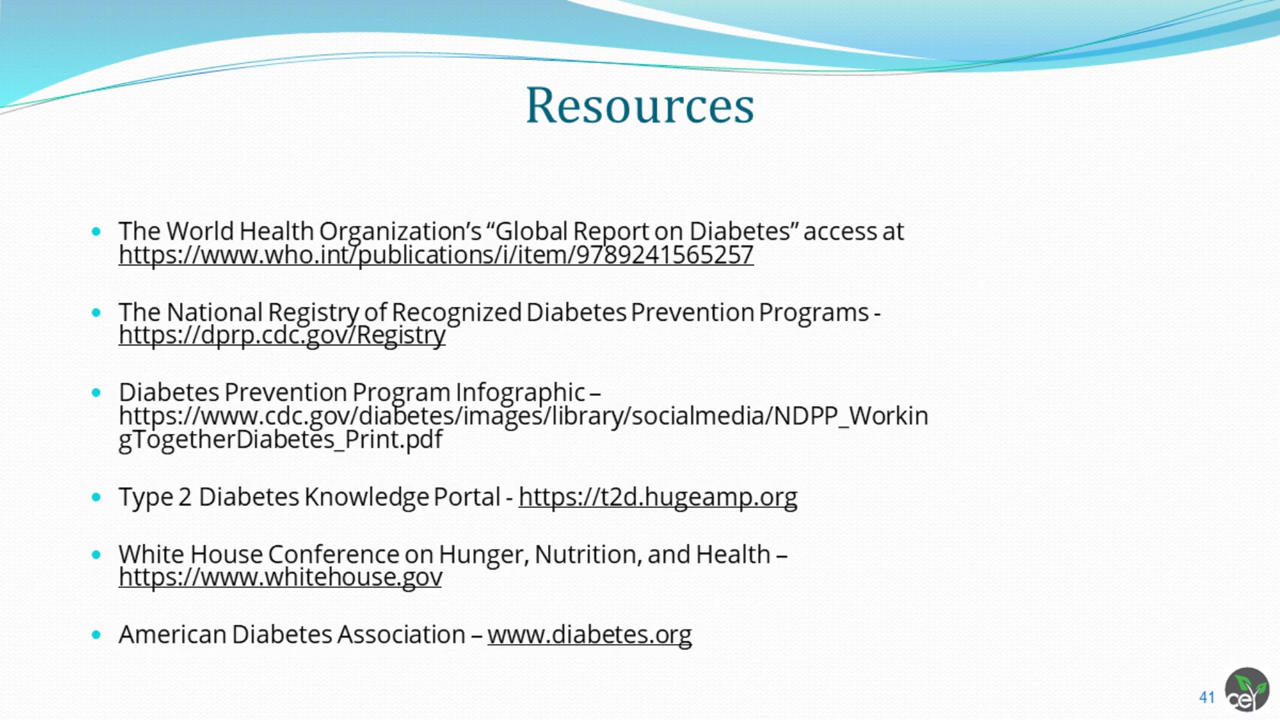 Resources
• The World Health Organization’s “Global Report on Diabetes” access at
https://www.who.int/publications/i/item/9789241565257
• The National Registry of Recognized Diabetes Prevention Programs -
https://dprp.cdc.gov/Registry
• Diabetes Prevention Program Infographic –
https://www.cdc.gov/diabetes/images/library/socialmedia/NDPP_Workin
gTogetherDiabetes_Print.pdf
• Type 2 Diabetes Knowledge Portal - https://t2d.hugeamp.org
• White House Conference on Hunger, Nutrition, and Health –
https://www.whitehouse.gov
• American Diabetes Association – www.diabetes.org
41